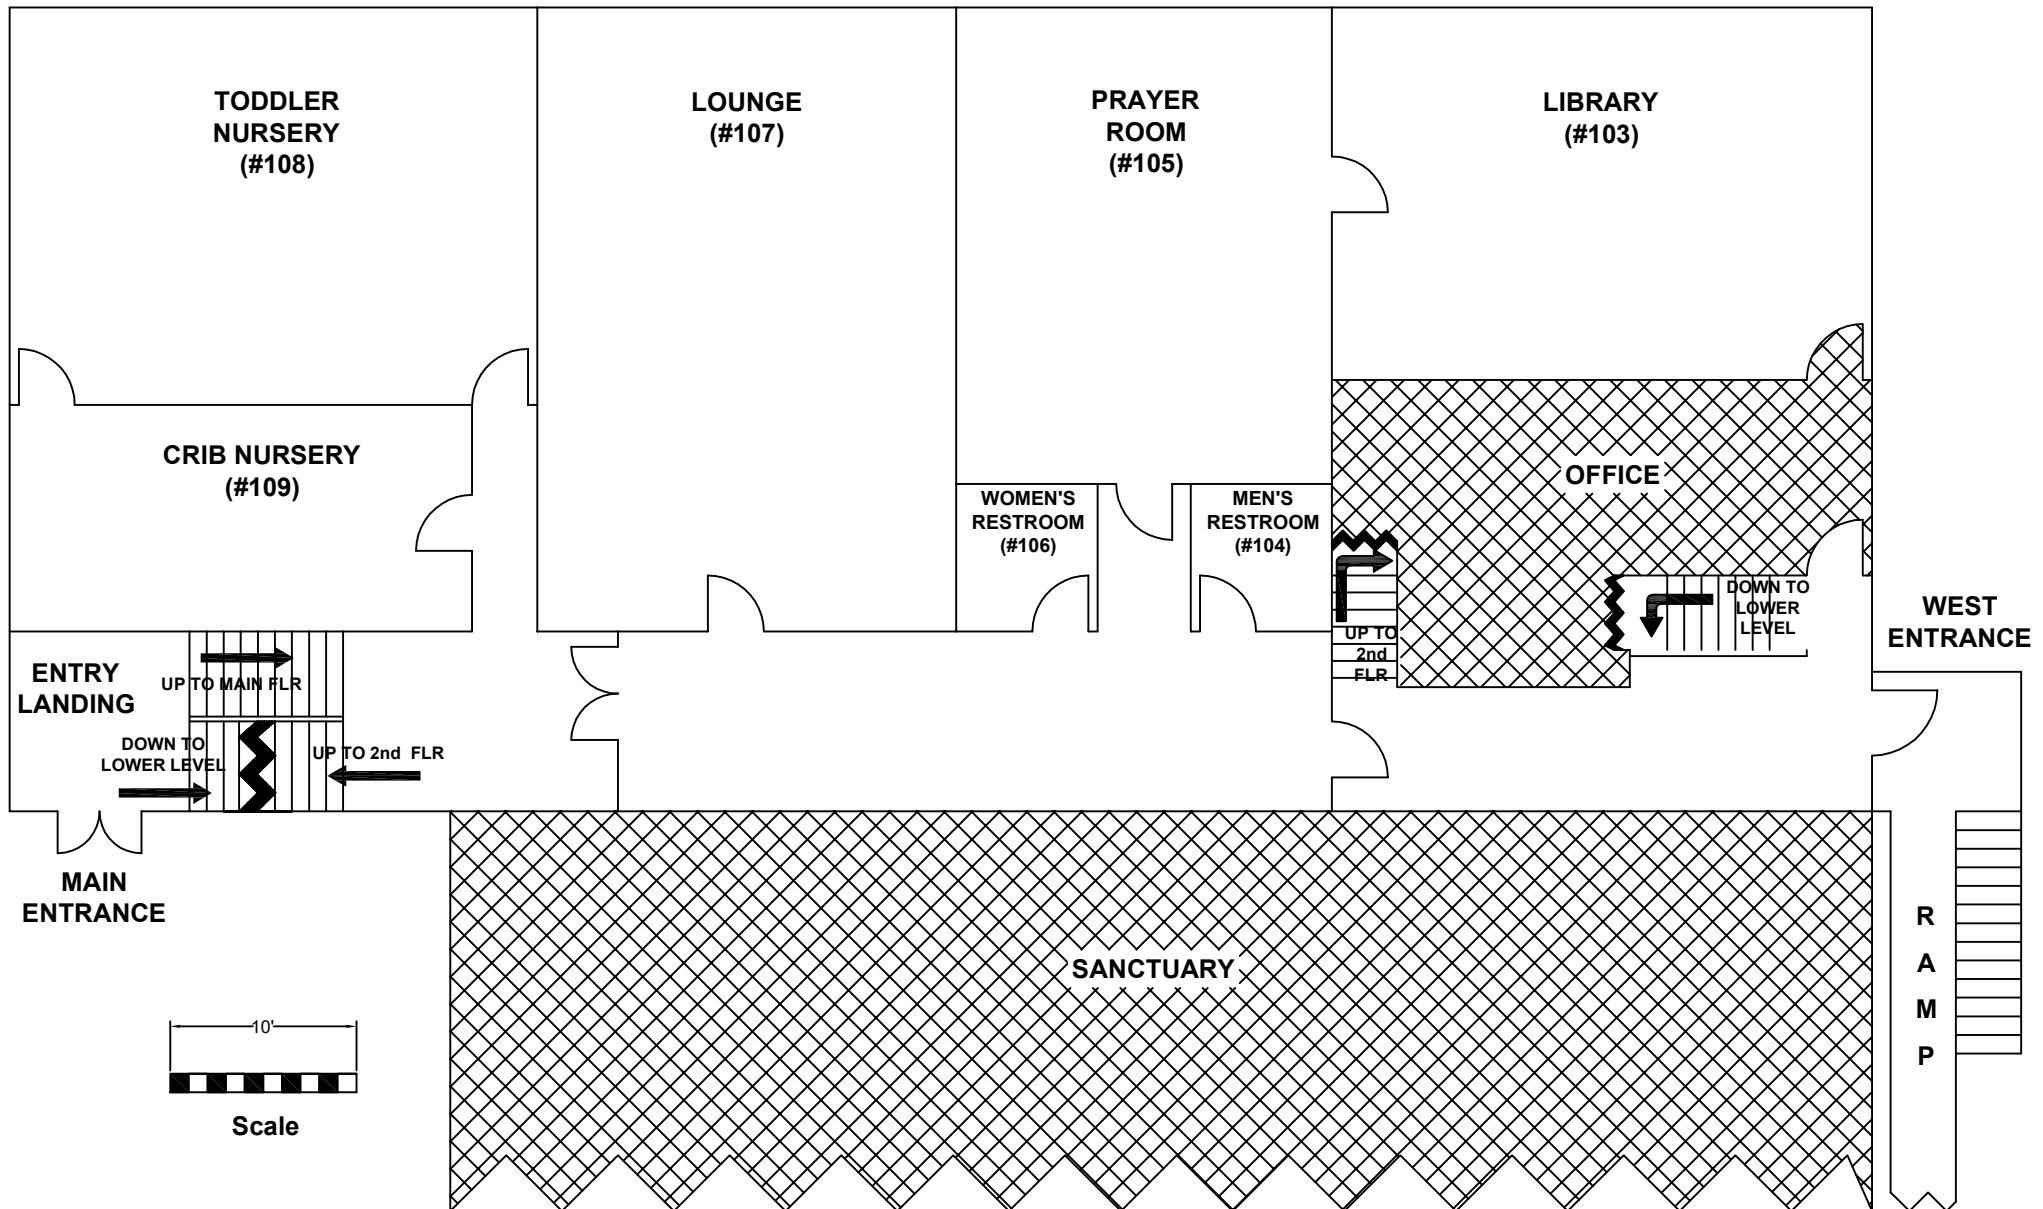 TODDLER
NURSERY
(#108)
LOUNGE
(#107)
PRAYER
ROOM
(#105)
LIBRARY
(#103)
CRIB NURSERY
(#109)
WOMEN'S
RESTROOM
(#106)
MEN'S
RESTROOM
(#104)
OFFICE
UP TO
2nd
FLR
DOWN TO
LOWER
LEVEL
WEST
ENTRANCE
ENTRY
LANDING
UP TO MAIN FLR
DOWN TO
LOWER LEVEL
UP TO 2nd FLR
MAIN
ENTRANCE
SANCTUARY
R
A
M
P
10'
Scale